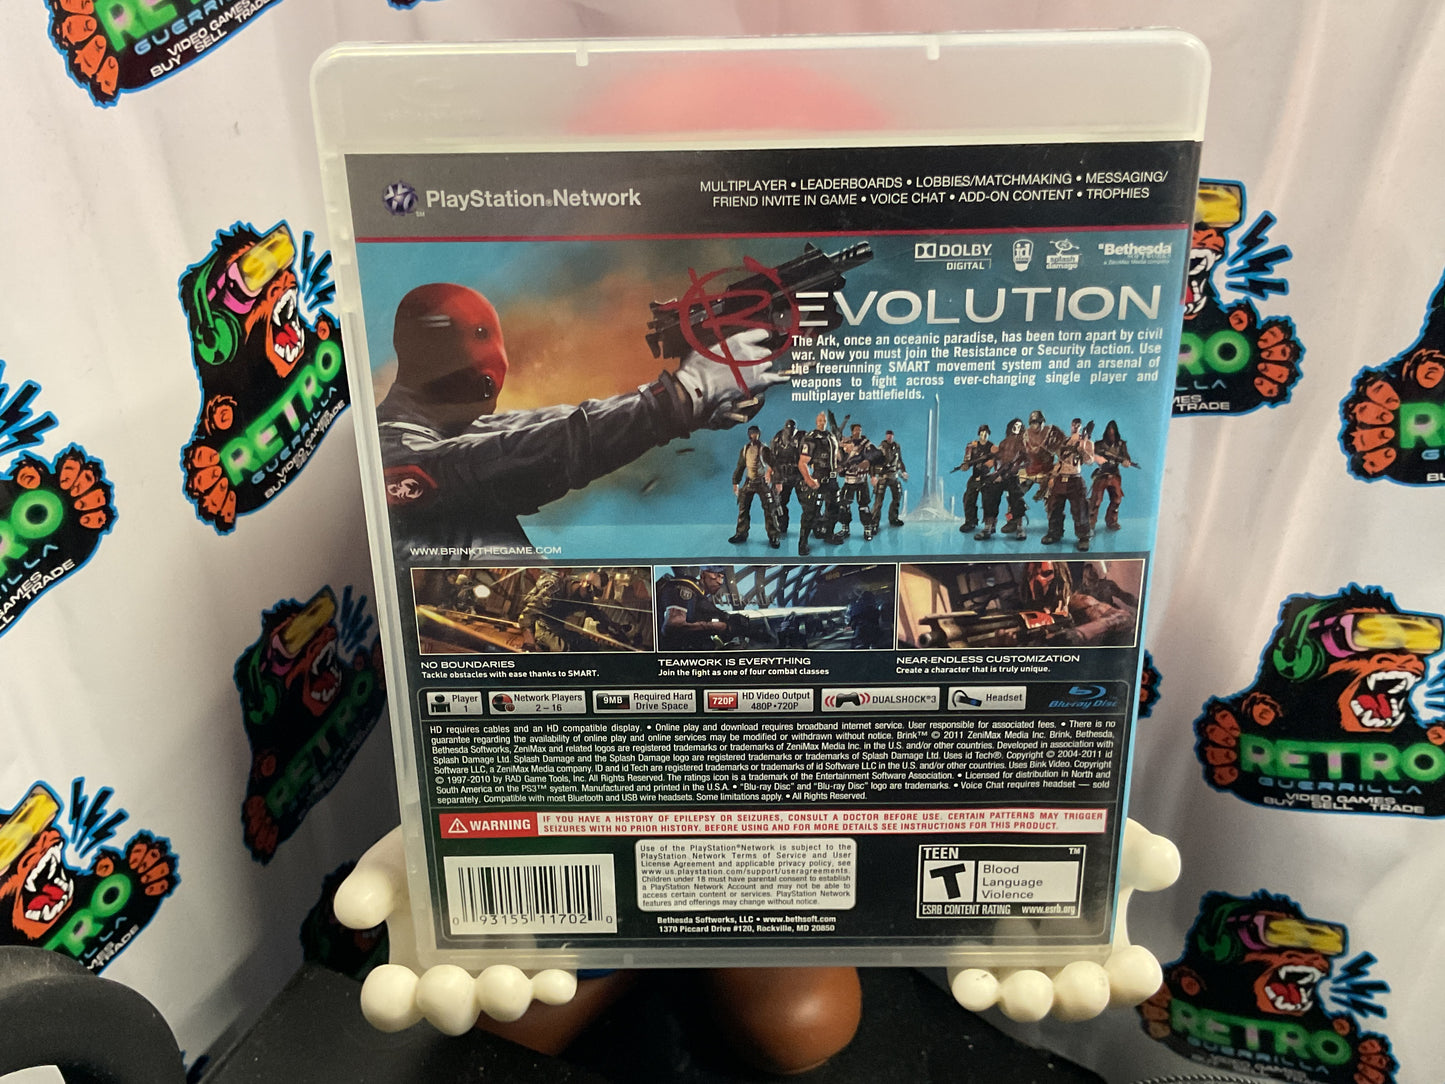 RETRO
GUERRILLA
VIDEO GAMES
BUY SELL TRADE
PlayStation®Network
SM
MULTIPLAYER • LEADERBOARDS • LOBBIES/MATCHMAKING • MESSAGING/
FRIEND INVITE IN GAME • VOICE CHAT • ADD-ON CONTENT • TROPHIES
DOLBY
DIGITAL
id
splash
damage
Bethesda
SOFTWORKS
a ZeniMax Media company
REVOLUTION
The Ark, once an oceanic paradise, has been torn apart by civil
war. Now you must join the Resistance or Security faction. Use
the freerunning SMART movement system and an arsenal of
weapons to fight across ever-changing single player and
multiplayer battlefields.
WWW.BRINKTHEGAME.COM
NO BOUNDARIES
Tackle obstacles with ease thanks to SMART.
TEAMWORK IS EVERYTHING
Join the fight as one of four combat classes
NEAR-ENDLESS CUSTOMIZATION
Create a character that is truly unique.
Player
1
Network Players
2 – 16
9MB
Required Hard
Drive Space
720P
HD Video Output
480P•720P
DUALSHOCK®3
Headset
Blu-ray Disc
HD requires cables and an HD compatible display. • Online play and download requires broadband internet service. User responsible for associated fees. • There is no
guarantee regarding the availability of online play and online services may be modified or withdrawn without notice. Brink™ © 2011 ZeniMax Media Inc. Brink, Bethesda,
Bethesda Softworks, ZeniMax and related logos are registered trademarks or trademarks of ZeniMax Media Inc. in the U.S. and/or other countries. Developed in association with
Splash Damage Ltd. Splash Damage and the Splash Damage logo are registered trademarks or trademarks of Splash Damage Ltd. Uses id Tech®. Copyright © 2004-2011 id
Software LLC, a ZeniMax Media company. ID and id Tech are registered trademarks or trademarks of id Software LLC in the U.S. and/or other countries. Uses Bink Video. Copyright
© 1997-2010 by RAD Game Tools, Inc. All Rights Reserved. The ratings icon is a trademark of the Entertainment Software Association. • Licensed for distribution in North and
South America on the PS3™ system. Manufactured and printed in the U.S.A. • “Blu-ray Disc” and “Blu-ray Disc” logo are trademarks. • Voice Chat requires headset — sold
separately. Compatible with most Bluetooth and USB wire headsets. Some limitations apply. • All Rights Reserved.
WARNING
IF YOU HAVE A HISTORY OF EPILEPSY OR SEIZURES, CONSULT A DOCTOR BEFORE USE. CERTAIN PATTERNS MAY TRIGGER
SEIZURES WITH NO PRIOR HISTORY. BEFORE USING AND FOR MORE DETAILS SEE INSTRUCTIONS FOR THIS PRODUCT.
0 93155 11702 0
Use of the PlayStation®Network is subject to the
PlayStation Network Terms of Service and User
License Agreement and applicable privacy policy, see
www.us.playstation.com/support/useragreements.
Children under 18 must have parental consent to establish
a PlayStation Network Account and may not be able to
access certain content or services. PlayStation Network
features and offerings may change without notice.
Bethesda Softworks, LLC • www.bethsoft.com
1370 Piccard Drive #120, Rockville, MD 20850
TEEN ™
T
Blood
Language
Violence
ESRB CONTENT RATING www.esrb.org
RETRO
GUERRILLA
VIDEO GAMES
BUY SELL TRADE
RETRO
GUERRILLA
VIDEO GAMES
BUY SELL TRADE